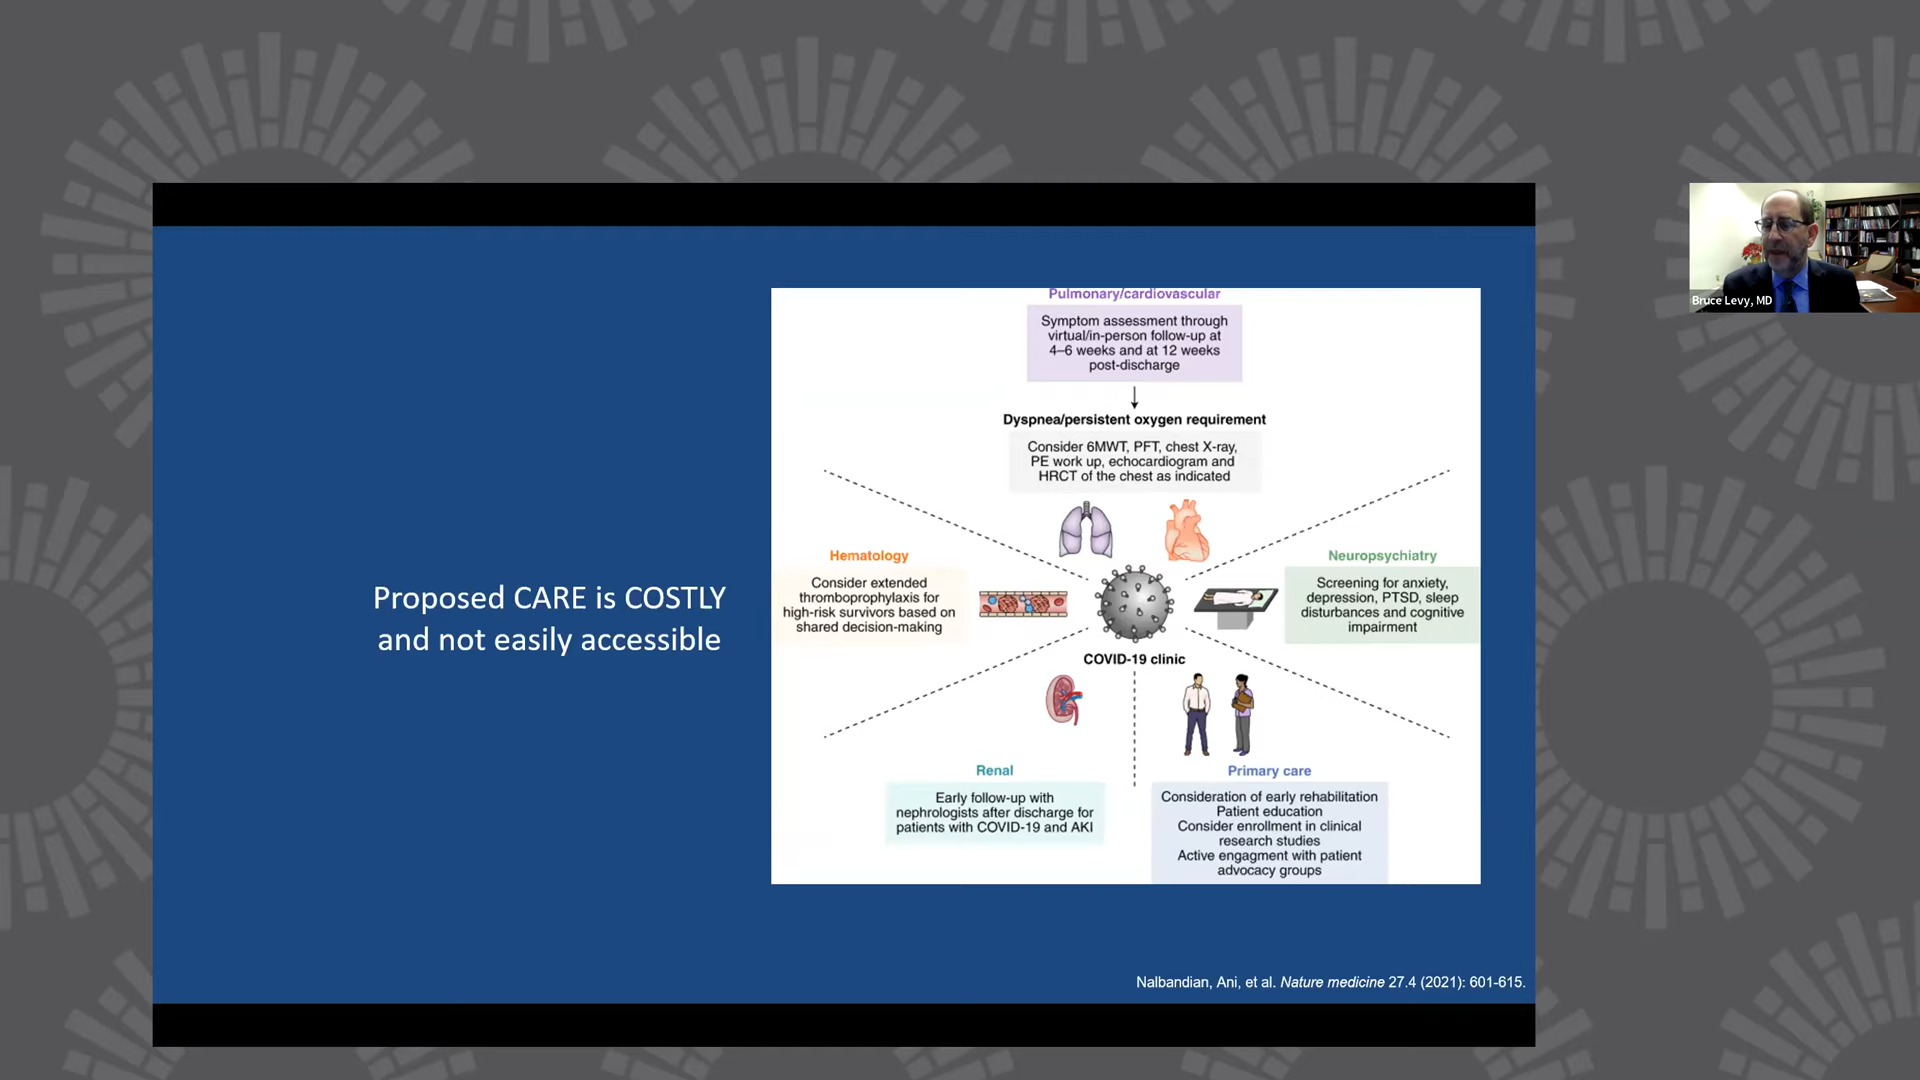 Proposed CARE is COSTLY
and not easily accessible
Pulmonary/cardiovascular
Symptom assessment through
virtual/in-person follow-up at
4–6 weeks and at 12 weeks
post-discharge
Dyspnea/persistent oxygen requirement
Consider 6MWT, PFT, chest X-ray,
PE work up, echocardiogram and
HRCT of the chest as indicated
Hematology
Consider extended
thromboprophylaxis for
high-risk survivors based on
shared decision-making
Neuropsychiatry
Screening for anxiety,
depression, PTSD, sleep
disturbances and cognitive
impairment
COVID-19 clinic
Renal
Early follow-up with
nephrologists after discharge for
patients with COVID-19 and AKI
Primary care
Consideration of early rehabilitation
Patient education
Consider enrollment in clinical
research studies
Active engagment with patient
advocacy groups
Nalbandian, Ani, et al. Nature medicine 27.4 (2021): 601-615.
Bruce Levy, MD